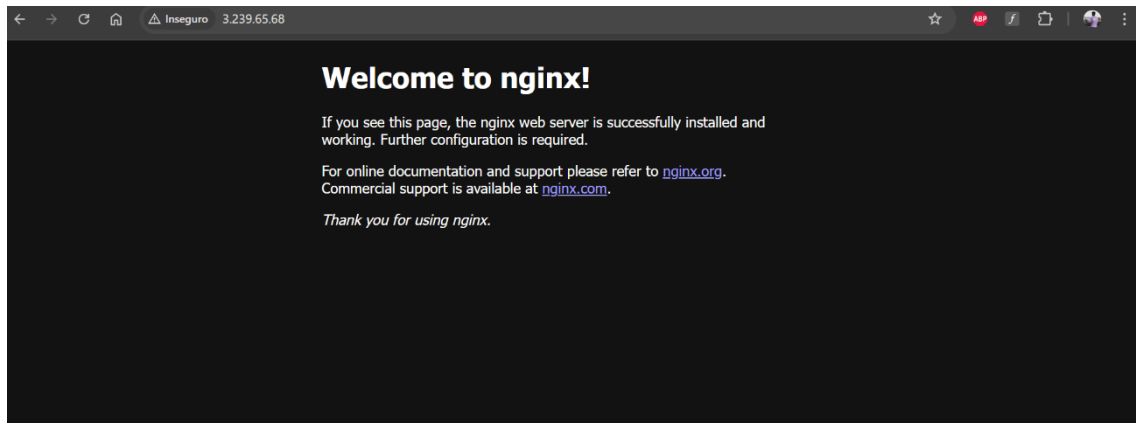 Inseguro 3.239.65.68
ABP
Welcome to nginx!
If you see this page, the nginx web server is successfully installed and
working. Further configuration is required.
For online documentation and support please refer to nginx.org.
Commercial support is available at nginx.com.
Thank you for using nginx.